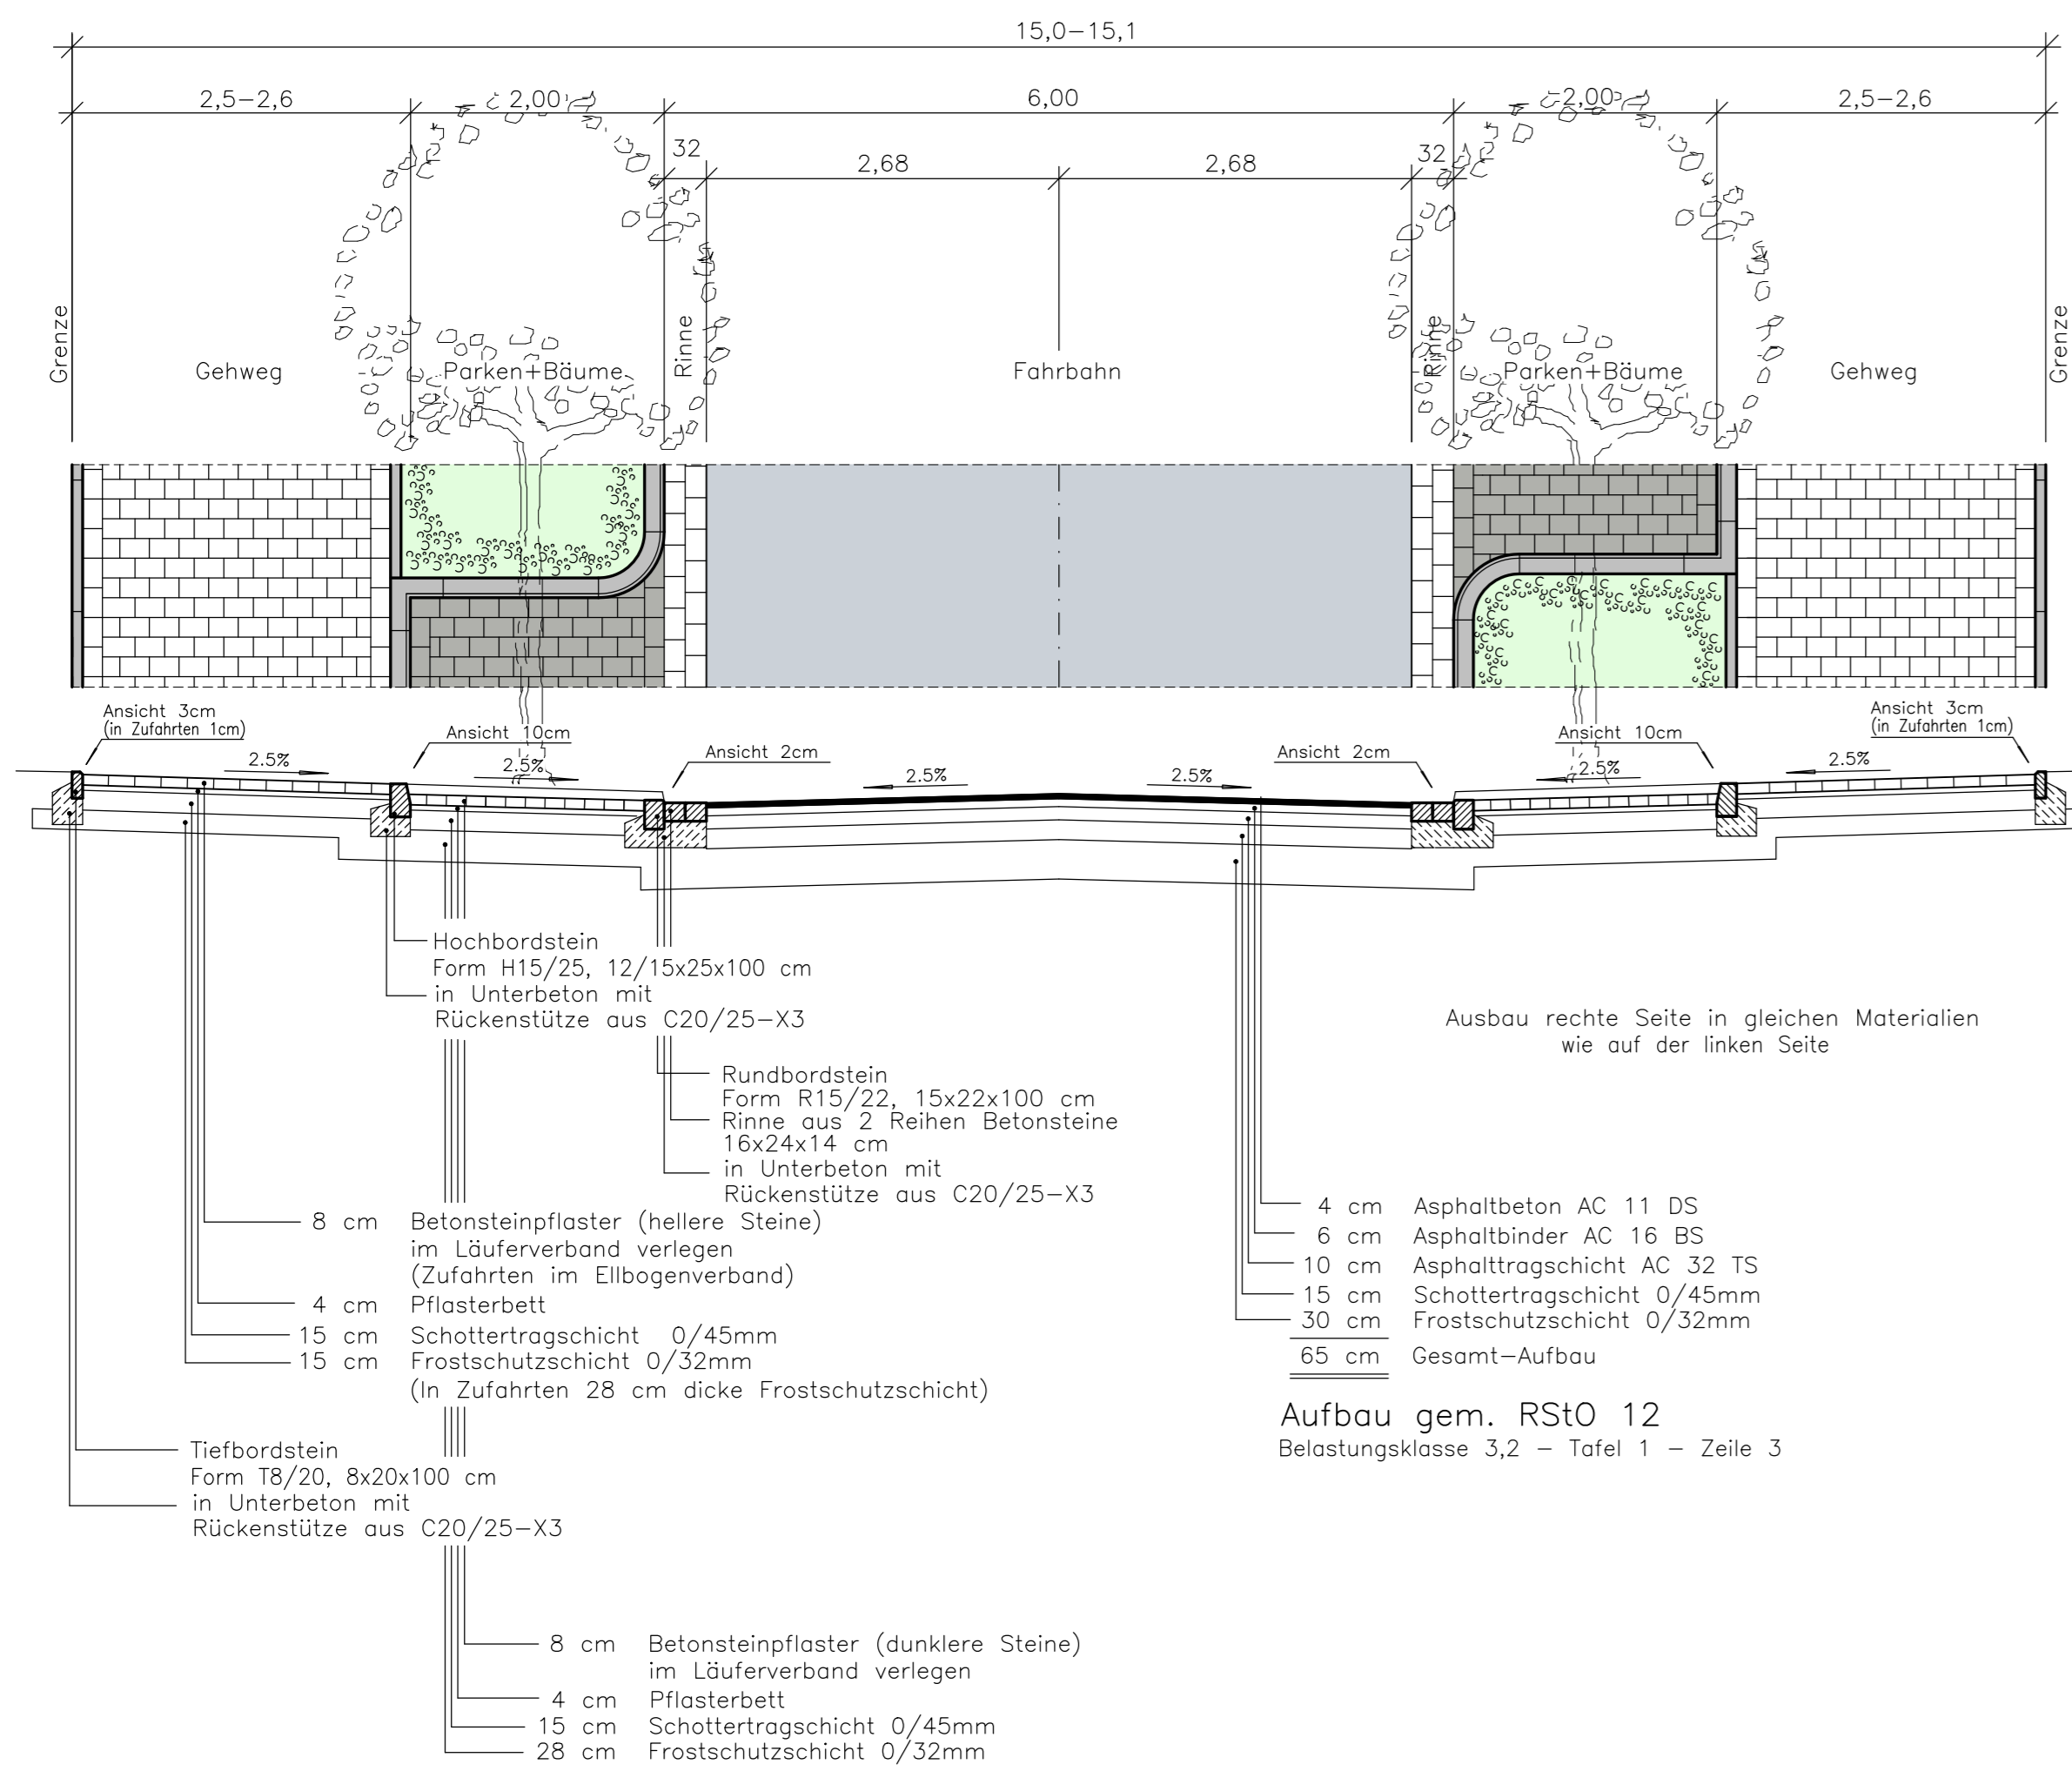 15,0-15,1
2,5-2,6
2,00
6,00
2,00
2,5-2,6
32
2,68
2,68
32
Grenze
Gehweg
Parken+Bäume
Rinne
Fahrbahn
Rinne
Parken+Bäume
Gehweg
Grenze
Ansicht 3cm
(in Zufahrten 1cm)
Ansicht 10cm
Ansicht 2cm
Ansicht 2cm
Ansicht 10cm
Ansicht 3cm
(in Zufahrten 1cm)
2.5%
2.5%
2.5%
2.5%
2.5%
2.5%
Hochbordstein
Form H15/25, 12/15x25x100 cm
in Unterbeton mit
Rückenstütze aus C20/25-X3
Ausbau rechte Seite in gleichen Materialien
wie auf der linken Seite
Rundbordstein
Form R15/22, 15x22x100 cm
Rinne aus 2 Reihen Betonsteine
16x24x14 cm
in Unterbeton mit
Rückenstütze aus C20/25-X3
8 cm Betonsteinpflaster (hellere Steine)
im Läuferverband verlegen
(Zufahrten im Ellbogenverband)
4 cm Pflasterbett
15 cm Schottertragschicht 0/45mm
15 cm Frostschutzschicht 0/32mm
(In Zufahrten 28 cm dicke Frostschutzschicht)
4 cm Asphaltbeton AC 11 DS
6 cm Asphaltbinder AC 16 BS
10 cm Asphalttragschicht AC 32 TS
15 cm Schottertragschicht 0/45mm
30 cm Frostschutzschicht 0/32mm
65 cm Gesamt-Aufbau
Aufbau gem. RStO 12
Belastungsklasse 3,2 - Tafel 1 - Zeile 3
Tiefbordstein
Form T8/20, 8x20x100 cm
in Unterbeton mit
Rückenstütze aus C20/25-X3
8 cm Betonsteinpflaster (dunklere Steine)
im Läuferverband verlegen
4 cm Pflasterbett
15 cm Schottertragschicht 0/45mm
28 cm Frostschutzschicht 0/32mm